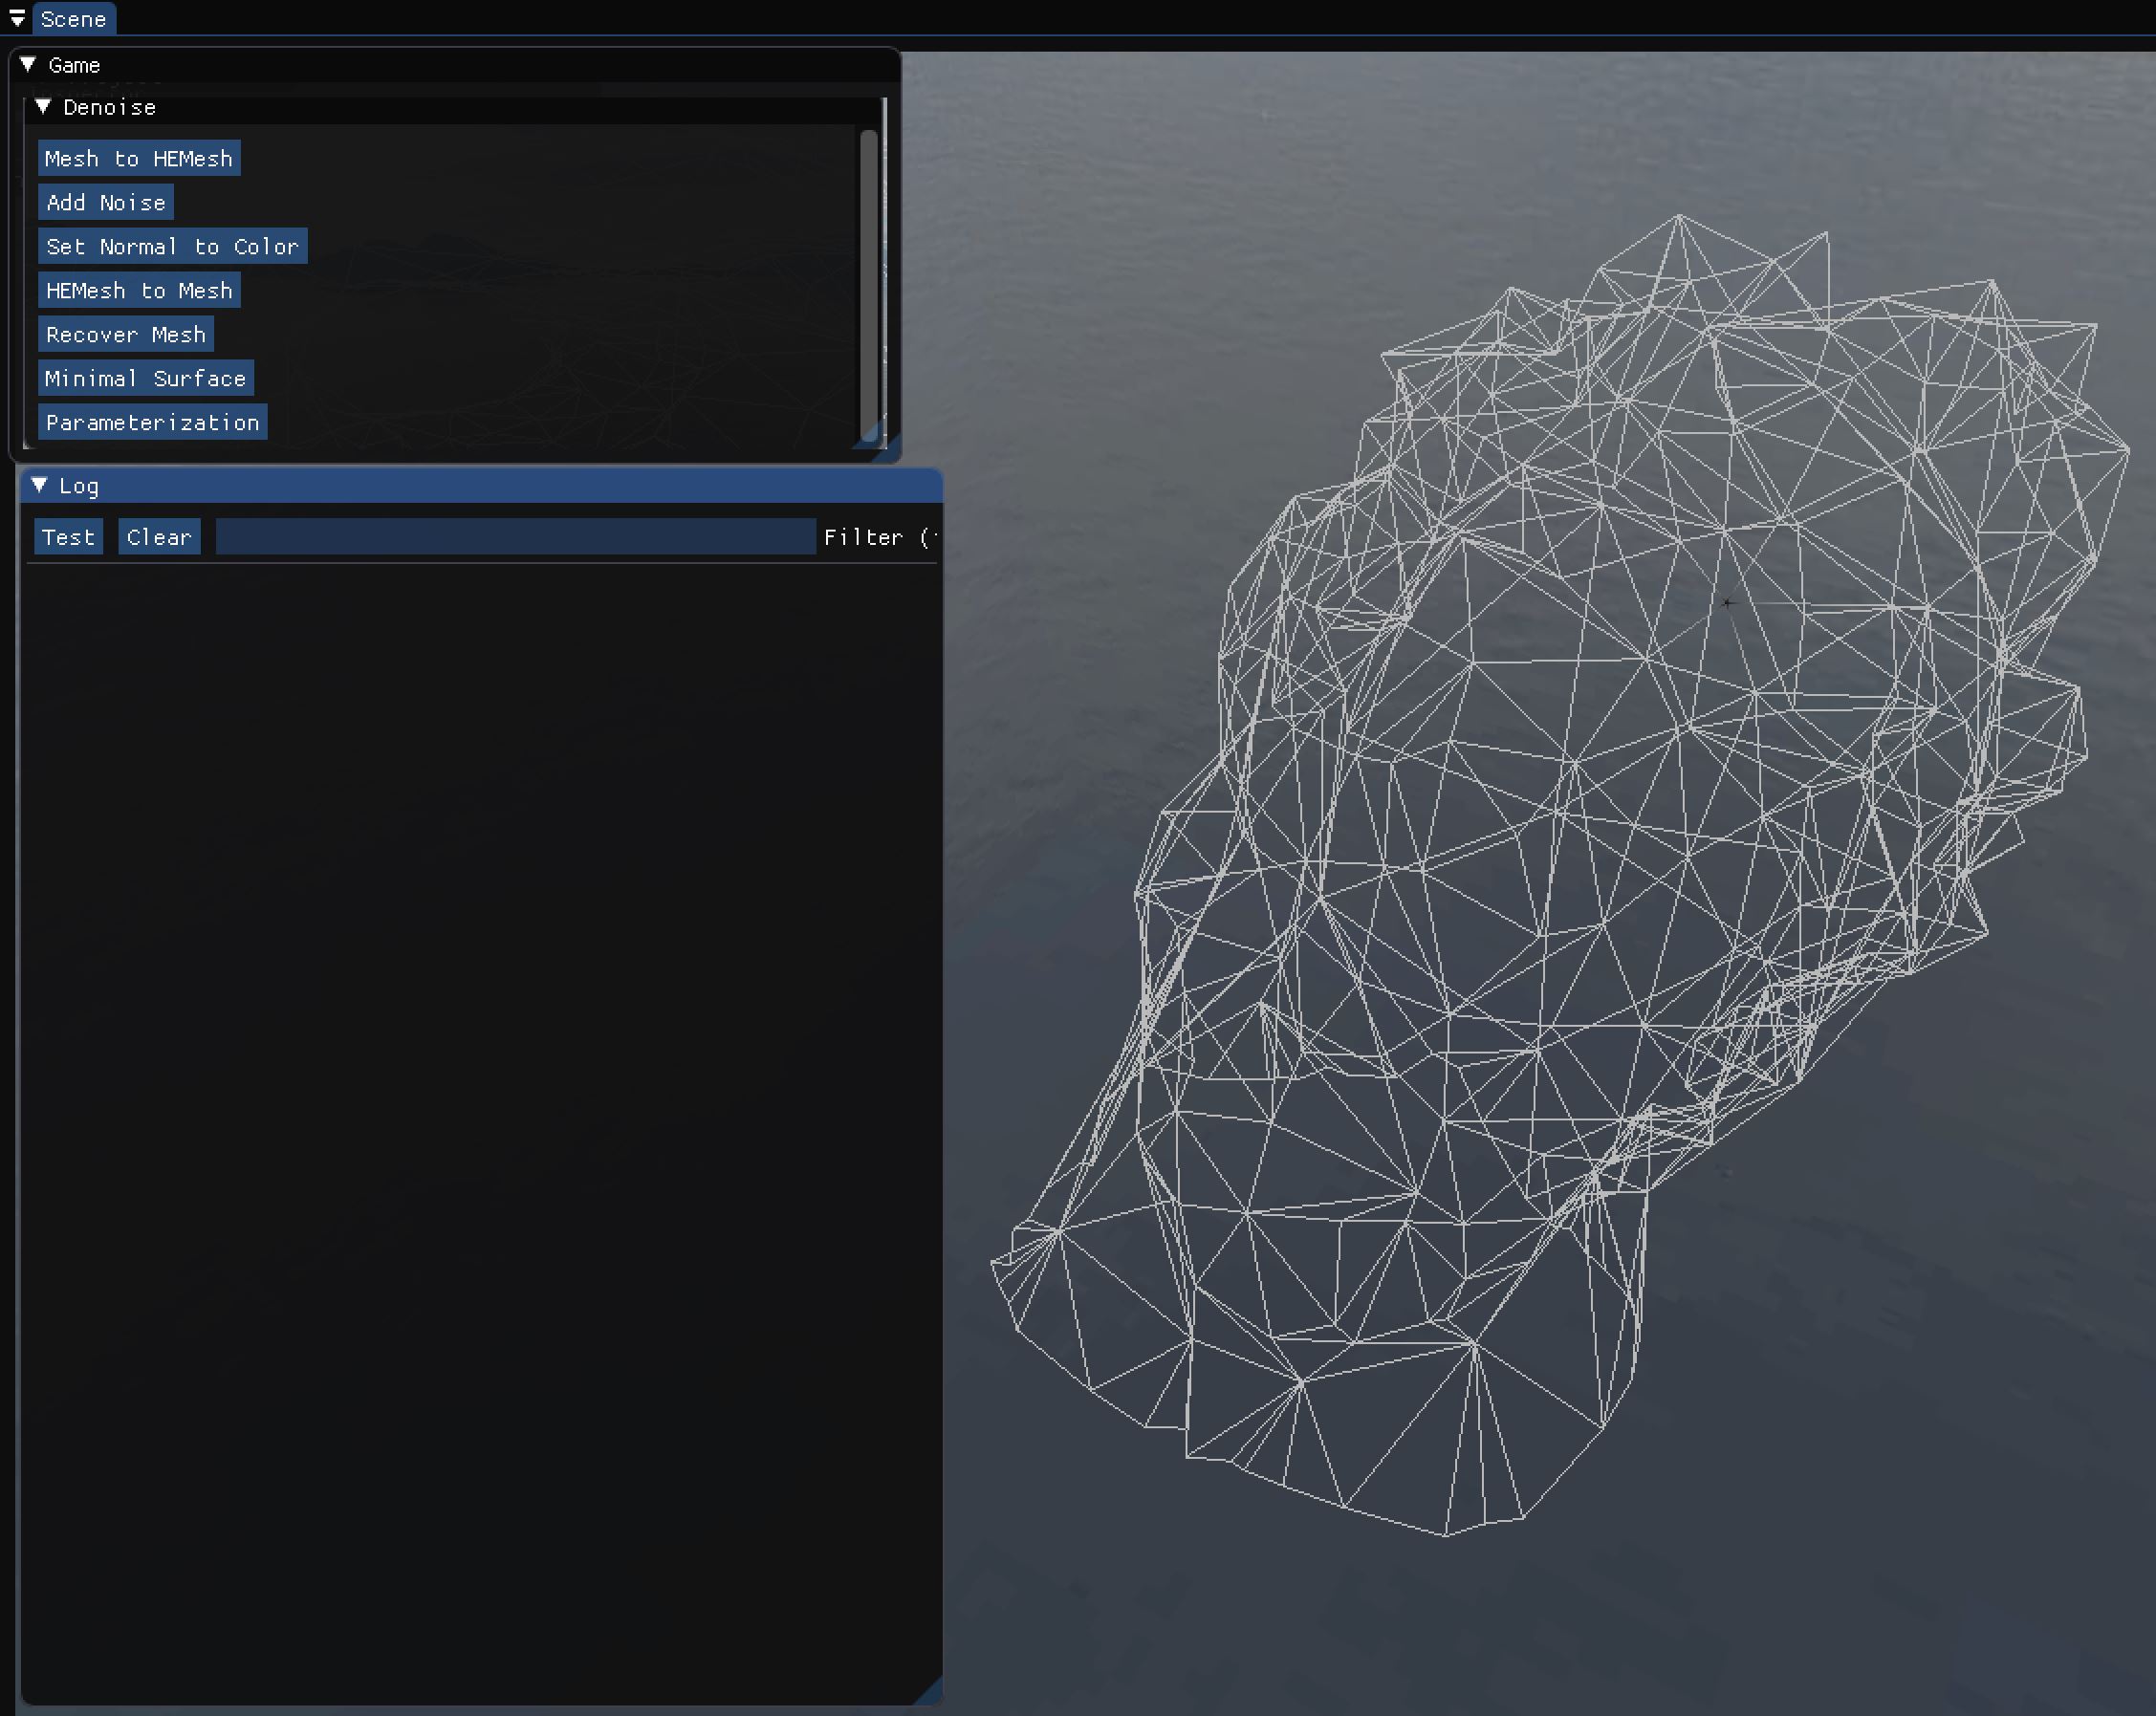 Scene
Game
Denoise
Mesh to HEMesh
Add Noise
Set Normal to Color
HEMesh to Mesh
Recover Mesh
Minimal Surface
Parameterization
Log
Test Clear Filter (